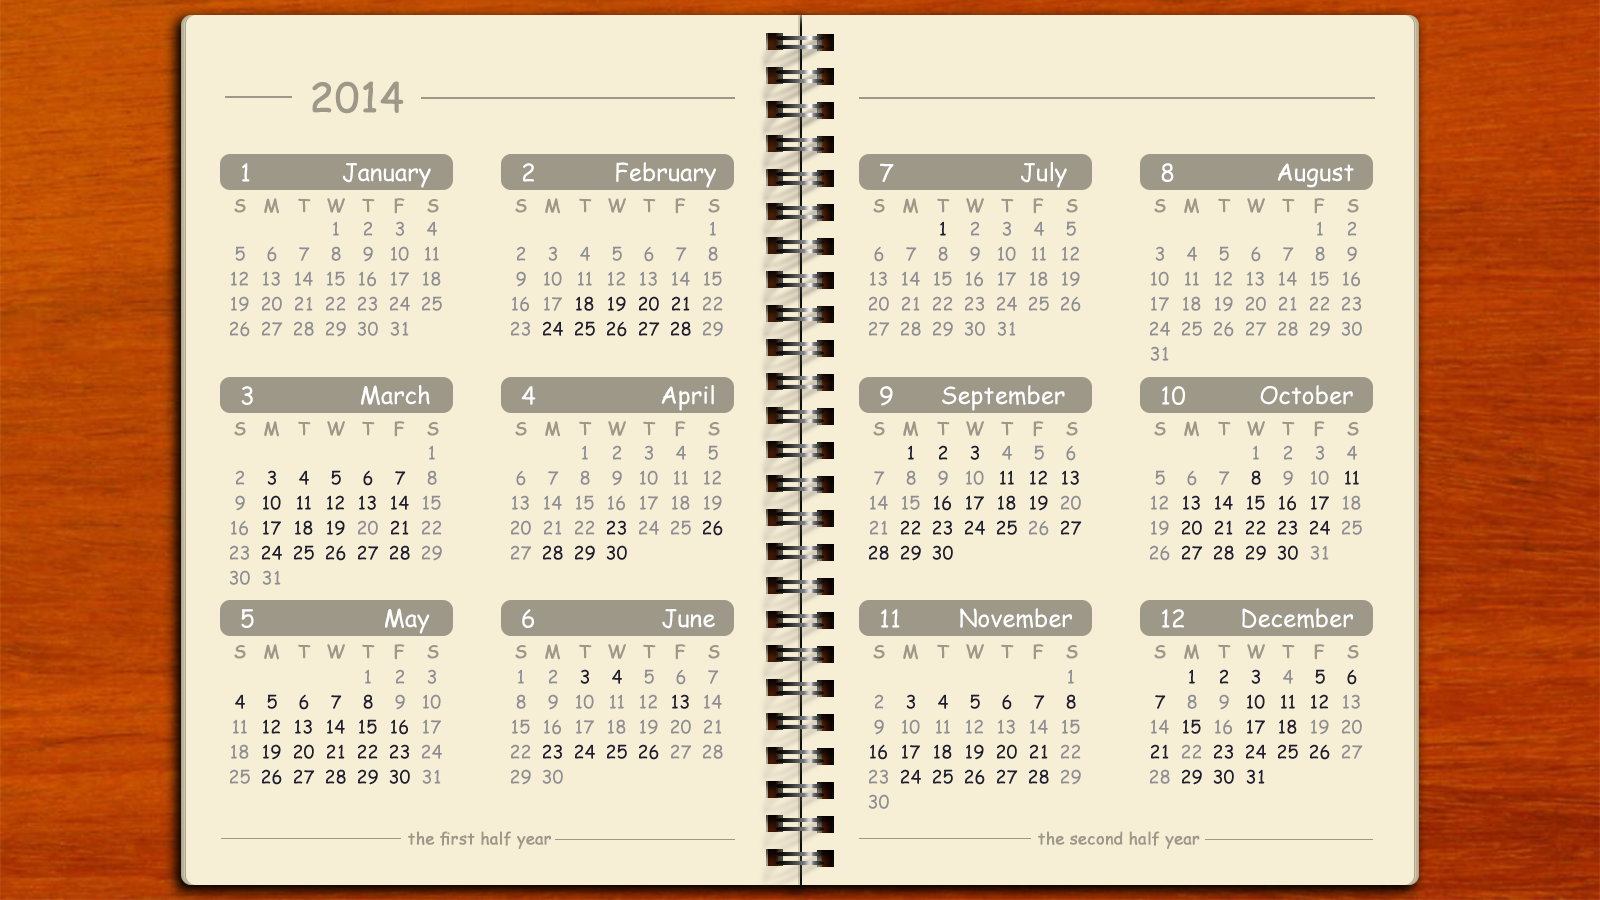 2014
1 January
S M T W T F S
1 2 3 4
5 6 7 8 9 10 11
12 13 14 15 16 17 18
19 20 21 22 23 24 25
26 27 28 29 30 31
2 February
S M T W T F S
1
2 3 4 5 6 7 8
9 10 11 12 13 14 15
16 17 18 19 20 21 22
23 24 25 26 27 28 29
3 March
S M T W T F S
1
2 3 4 5 6 7 8
9 10 11 12 13 14 15
16 17 18 19 20 21 22
23 24 25 26 27 28 29
30 31
4 April
S M T W T F S
1 2 3 4 5
6 7 8 9 10 11 12
13 14 15 16 17 18 19
20 21 22 23 24 25 26
27 28 29 30
5 May
S M T W T F S
1 2 3
4 5 6 7 8 9 10
11 12 13 14 15 16 17
18 19 20 21 22 23 24
25 26 27 28 29 30 31
6 June
S M T W T F S
1 2 3 4 5 6 7
8 9 10 11 12 13 14
15 16 17 18 19 20 21
22 23 24 25 26 27 28
29 30
the first half year
7 July
S M T W T F S
1 2 3 4 5
6 7 8 9 10 11 12
13 14 15 16 17 18 19
20 21 22 23 24 25 26
27 28 29 30 31
8 August
S M T W T F S
1 2
3 4 5 6 7 8 9
10 11 12 13 14 15 16
17 18 19 20 21 22 23
24 25 26 27 28 29 30
31
9 September
S M T W T F S
1 2 3 4 5 6
7 8 9 10 11 12 13
14 15 16 17 18 19 20
21 22 23 24 25 26 27
28 29 30
10 October
S M T W T F S
1 2 3 4
5 6 7 8 9 10 11
12 13 14 15 16 17 18
19 20 21 22 23 24 25
26 27 28 29 30 31
11 November
S M T W T F S
1
2 3 4 5 6 7 8
9 10 11 12 13 14 15
16 17 18 19 20 21 22
23 24 25 26 27 28 29
30
12 December
S M T W T F S
1 2 3 4 5 6
7 8 9 10 11 12 13
14 15 16 17 18 19 20
21 22 23 24 25 26 27
28 29 30 31
the second half year